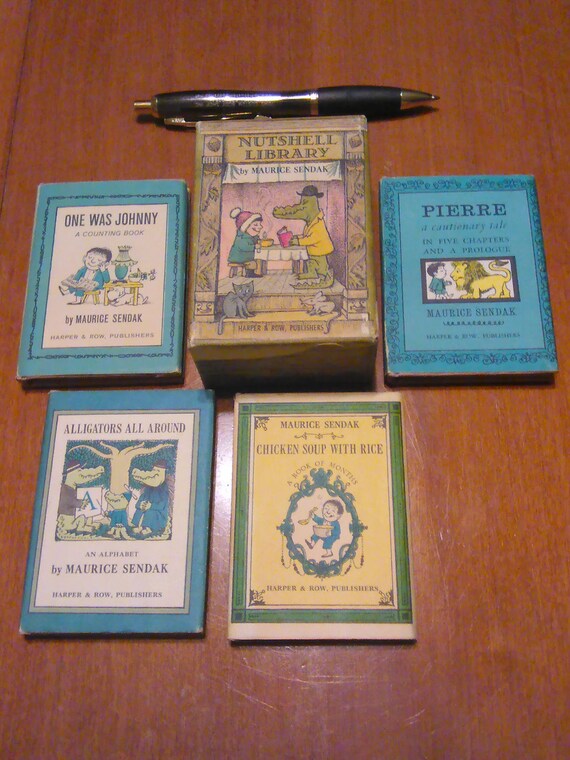 NUTSHELL
LIBRARY
by MAURICE SENDAK
HARPER & ROW, PUBLISHERS
ONE WAS JOHNNY
A COUNTING BOOK
by MAURICE SENDAK
HARPER & ROW, PUBLISHERS
PIERRE
a cautionary tale
IN FIVE CHAPTERS
AND A PROLOGUE
MAURICE SENDAK
HARPER & ROW, PUBLISHERS
ALLIGATORS ALL AROUND
A
AN ALPHABET
by MAURICE SENDAK
HARPER & ROW, PUBLISHERS
MAURICE SENDAK
CHICKEN SOUP WITH RICE
A BOOK OF MONTHS
HARPER & ROW, PUBLISHERS